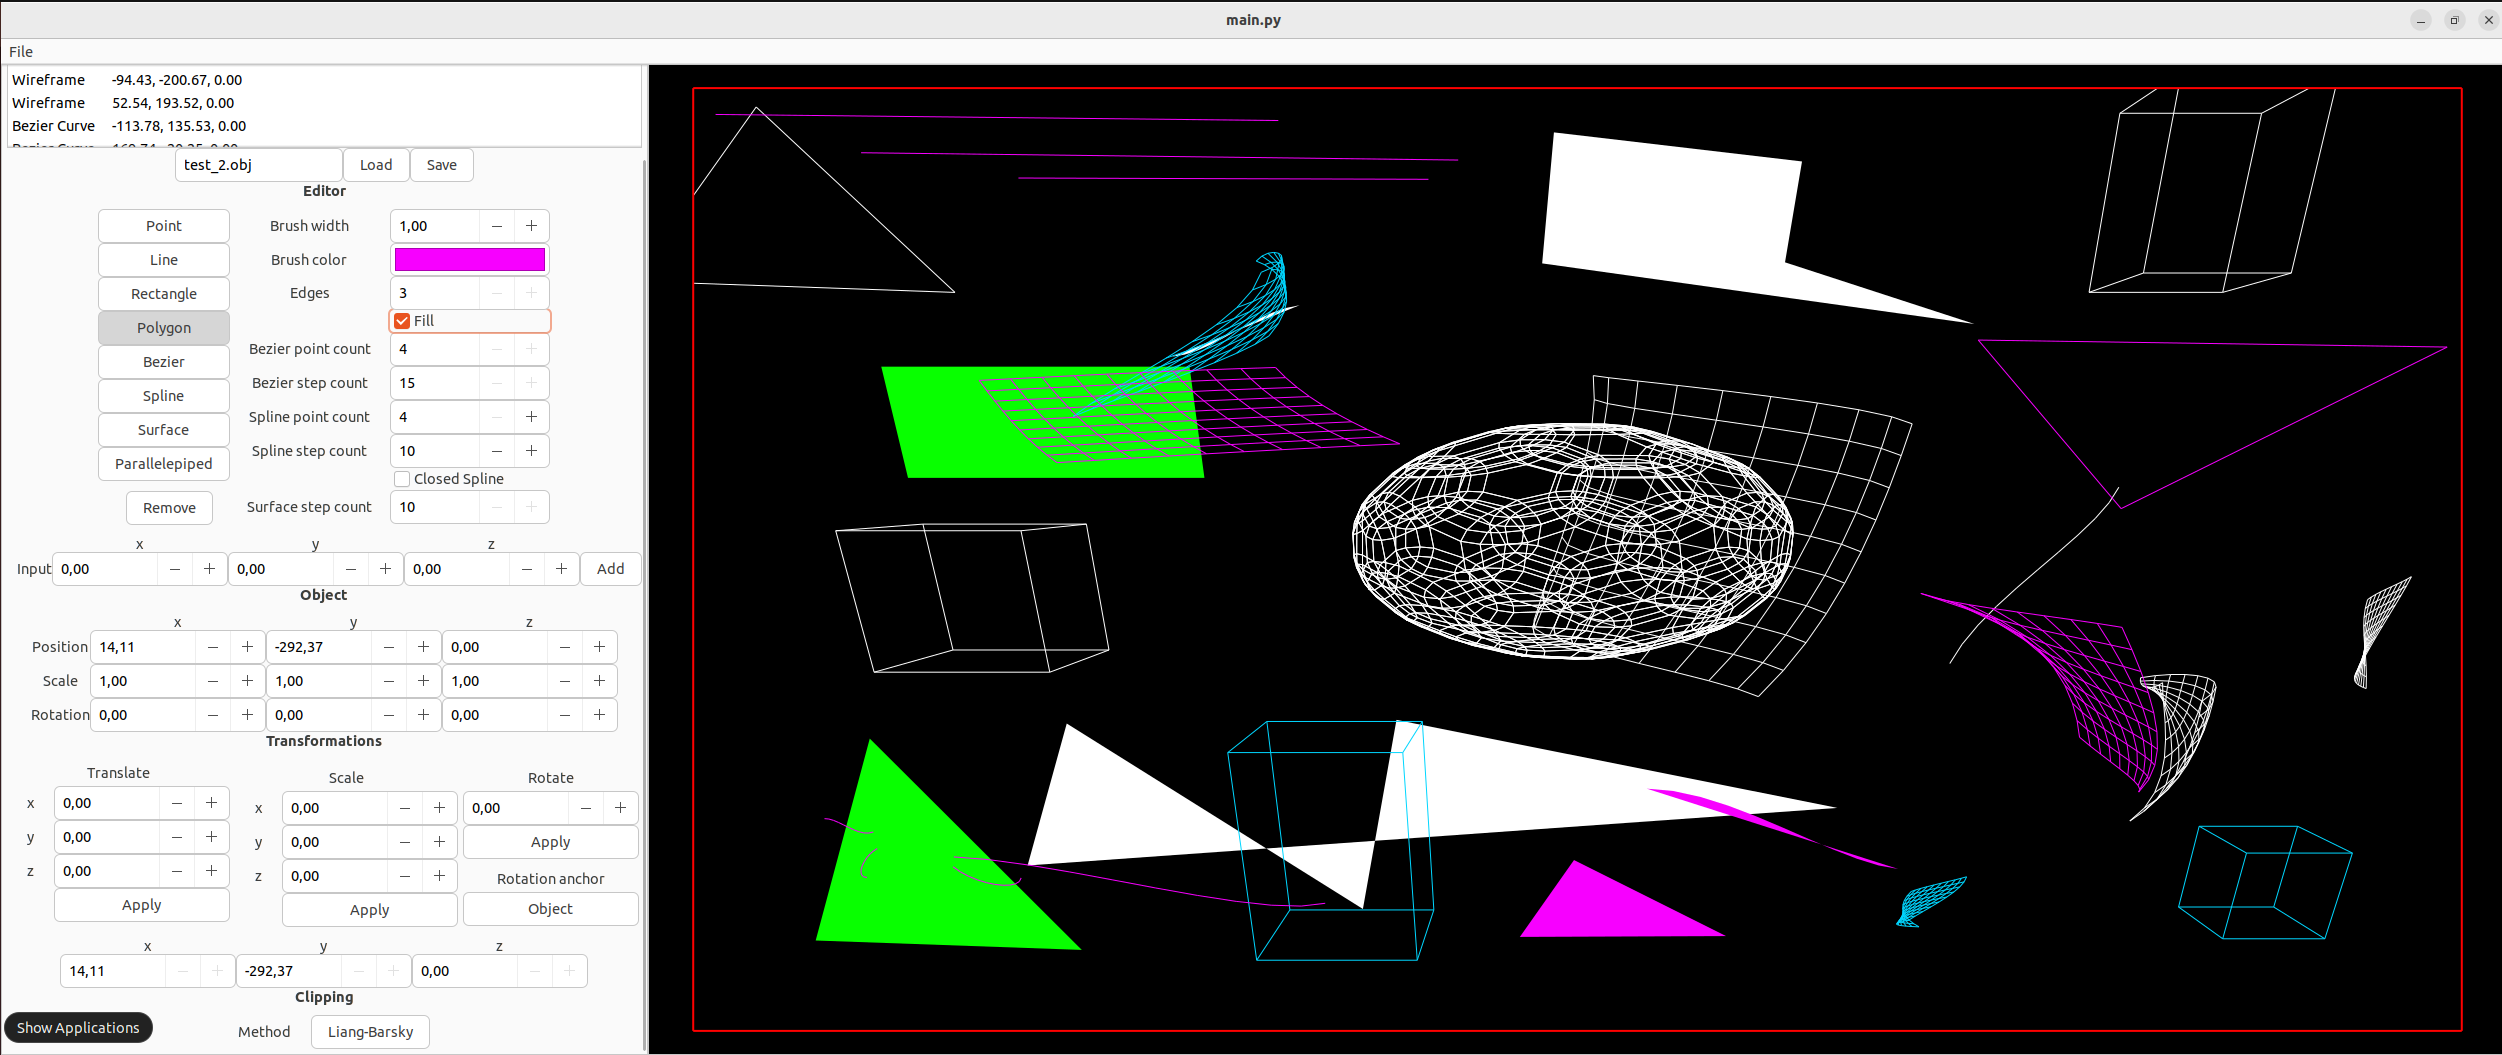 main.py
File
Wireframe -94.43, -200.67, 0.00
Wireframe 52.54, 193.52, 0.00
Bezier Curve -113.78, 135.53, 0.00
test_2.obj Load Save
Editor
Point Brush width 1,00
Line Brush color
Rectangle Edges 3
Fill
Polygon
Bezier Bezier point count 4
Spline Bezier step count 15
Surface Spline point count 4
Parallelepiped Spline step count 10
Closed Spline
Remove Surface step count 10
x y z
Input 0,00 0,00 0,00 Add
Object
x y z
Position 14,11 -292,37 0,00
Scale 1,00 1,00 1,00
Rotation 0,00 0,00 0,00
Transformations
Translate Scale Rotate
x 0,00 x 0,00 0,00
y 0,00 y 0,00 Apply
z 0,00 z 0,00 Rotation anchor
Apply Apply Object
x y z
14,11 -292,37 0,00
Clipping
Show Applications Method Liang-Barsky